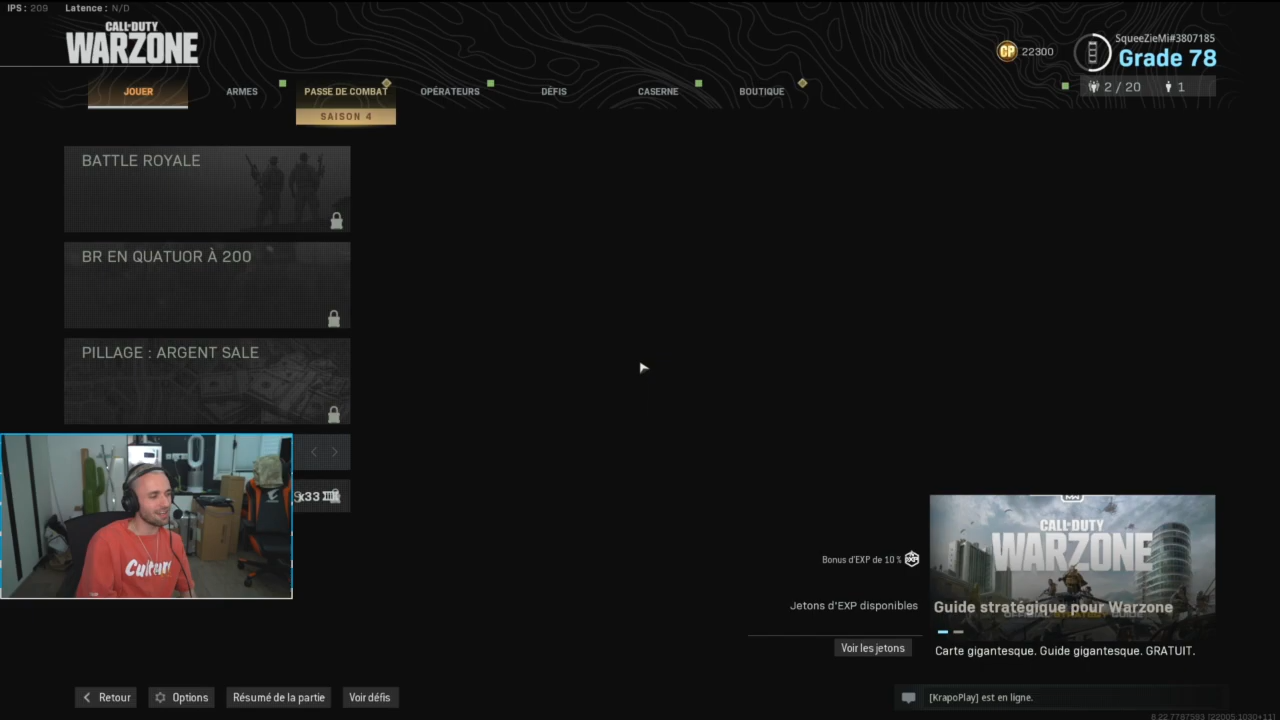 IPS : 209 Latence : N/D
CALL OF DUTY
WARZONE
22300
SqueeZieMi#3807185
Grade 78
2 / 20 1
JOUER ARMES PASSE DE COMBAT OPÉRATEURS DÉFIS CASERNE BOUTIQUE
SAISON 4
BATTLE ROYALE
BR EN QUATUOR À 200
PILLAGE : ARGENT SALE
x33
Culture
CALL OF DUTY
WARZONE
Bonus d'EXP de 10 %
Jetons d'EXP disponibles
Guide stratégique pour Warzone
Voir les jetons
Carte gigantesque. Guide gigantesque. GRATUIT.
Retour Options Résumé de la partie Voir défis
[KrapoPlay] est en ligne.